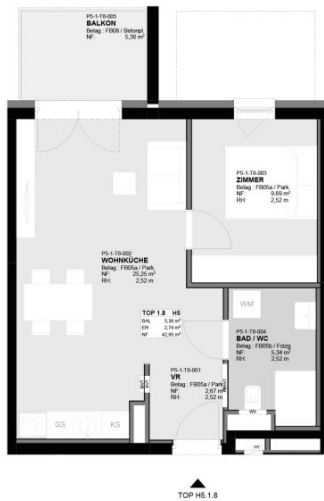 P5-1-T8-005
BALKON
Belag : FB08 / Betonpl.
NF: 5,36 m²
P5-1-T8-003
ZIMMER
Belag : FB05a / Park.
NF: 9,69 m²
RH: 2,52 m
P5-1-T8-002
WOHNKÜCHE
Belag : FB05a / Park.
NF: 25,25 m²
RH: 2,52 m
TOP 1.8 H5
BAL 5,36 m²
ER 2,74 m²
NF 42,95 m²
WM
P5-1-T8-004
BAD / WC
Belag : FB05b / Fstzg
NF: 5,34 m²
RH: 2,52 m
P5-1-T8-001
VR
Belag : FB05a / Park.
NF: 2,67 m²
RH: 2,52 m
WS
GS
KS
HV
TOP H5.1.8